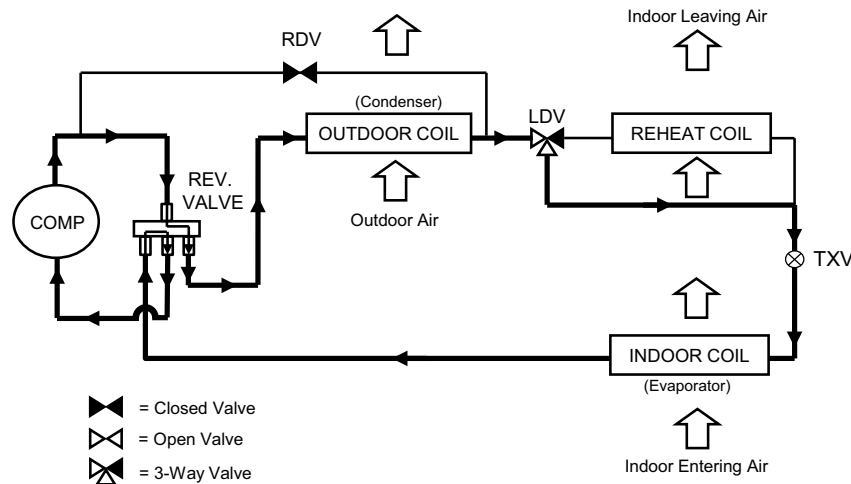 Indoor Leaving Air
RDV
(Condenser)
LDV
OUTDOOR COIL
REHEAT COIL
REV.
VALVE
COMP
Outdoor Air
TXV
INDOOR COIL
(Evaporator)
= Closed Valve
= Open Valve
= 3-Way Valve
Indoor Entering Air